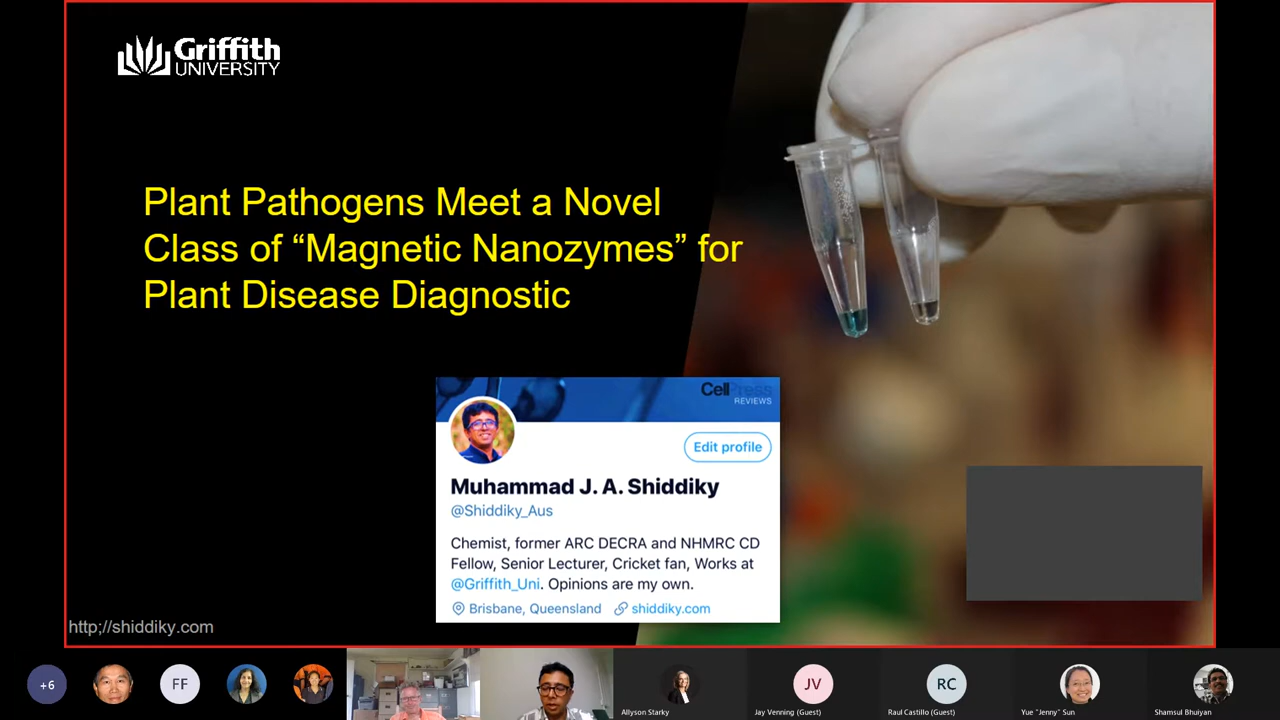 Griffith
UNIVERSITY
Plant Pathogens Meet a Novel
Class of “Magnetic Nanozymes” for
Plant Disease Diagnostic
CellPress
REVIEWS
Edit profile
Muhammad J. A. Shiddiky
@Shiddiky_Aus
Chemist, former ARC DECRA and NHMRC CD
Fellow, Senior Lecturer, Cricket fan, Works at
@Griffith_Uni. Opinions are my own.
Brisbane, Queensland shiddiky.com
http;//shiddiky.com
+6
FF
JV
RC
Allyson Starky
Jay Venning (Guest)
Raul Castillo (Guest)
Yue "Jenny" Sun
Shamsul Bhuiyan